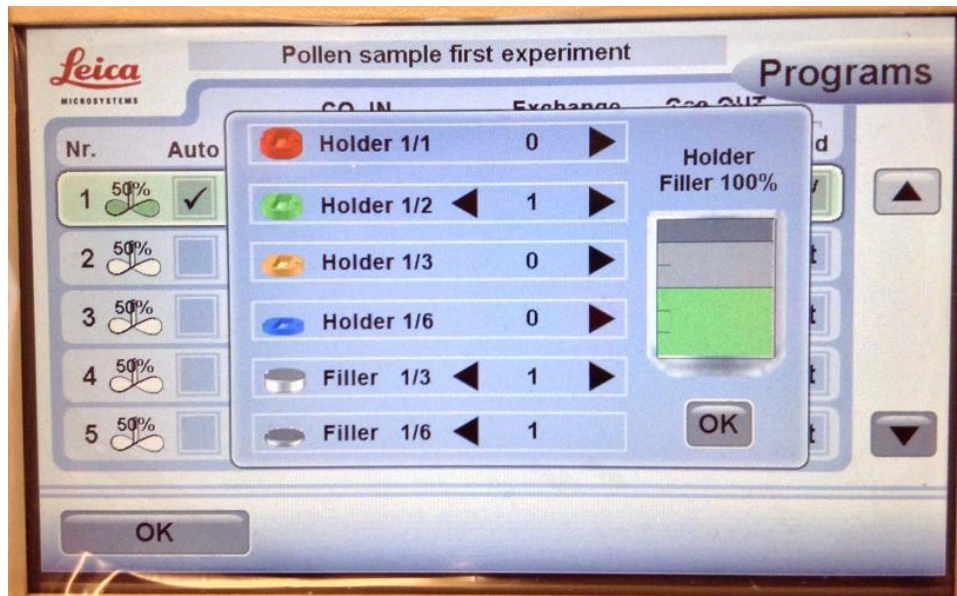 Leica
MICROSYSTEMS
Pollen sample first experiment
Programs
Nr. Auto
d
1 50% ✓
2 50% t
3 50% t
4 50% t
5 50% t
Holder 1/1 0
Holder 1/2 1
Holder 1/3 0
Holder 1/6 0
Filler 1/3 1
Filler 1/6 1
Holder
Filler 100%
OK
OK